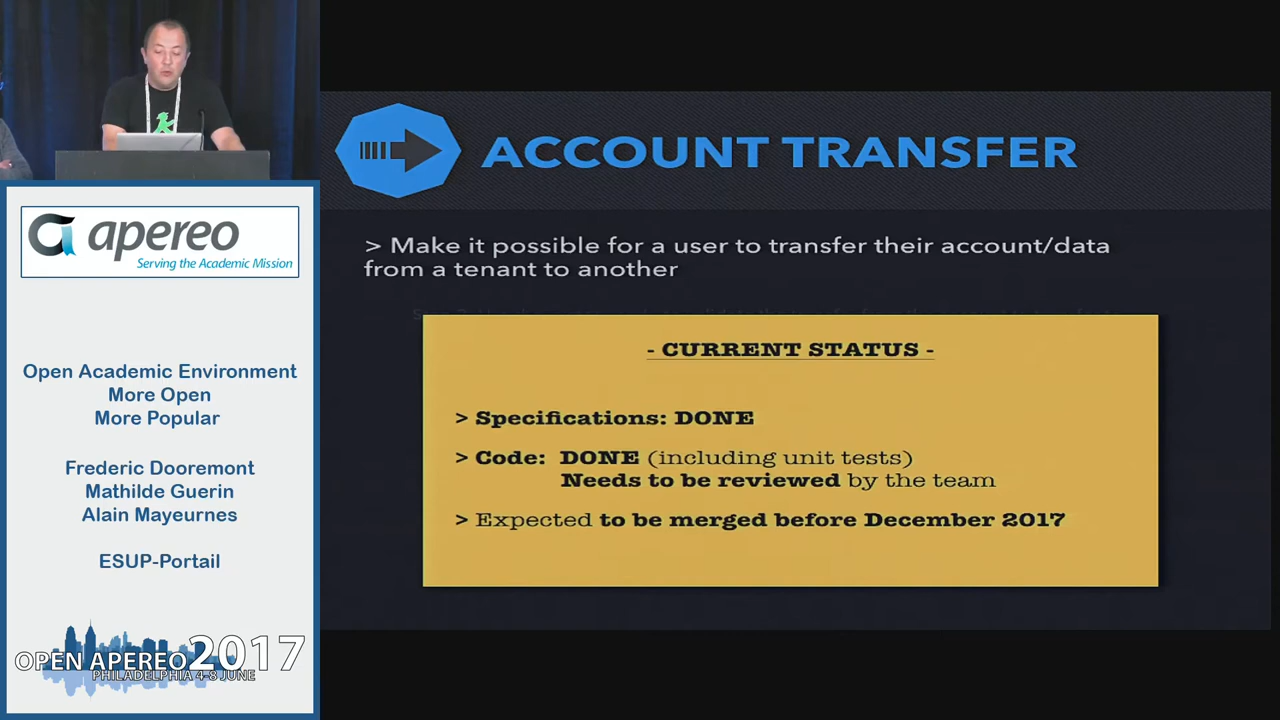 apereo
Serving the Academic Mission
Open Academic Environment
More Open
More Popular
Frederic Dooremont
Mathilde Guerin
Alain Mayeurnes
ESUP-Portail
OPEN APEREO 2017
PHILADELPHIA 4-8 JUNE
ACCOUNT TRANSFER
> Make it possible for a user to transfer their account/data
from a tenant to another
- CURRENT STATUS -
> Specifications: DONE
> Code: DONE (including unit tests)
Needs to be reviewed by the team
> Expected to be merged before December 2017